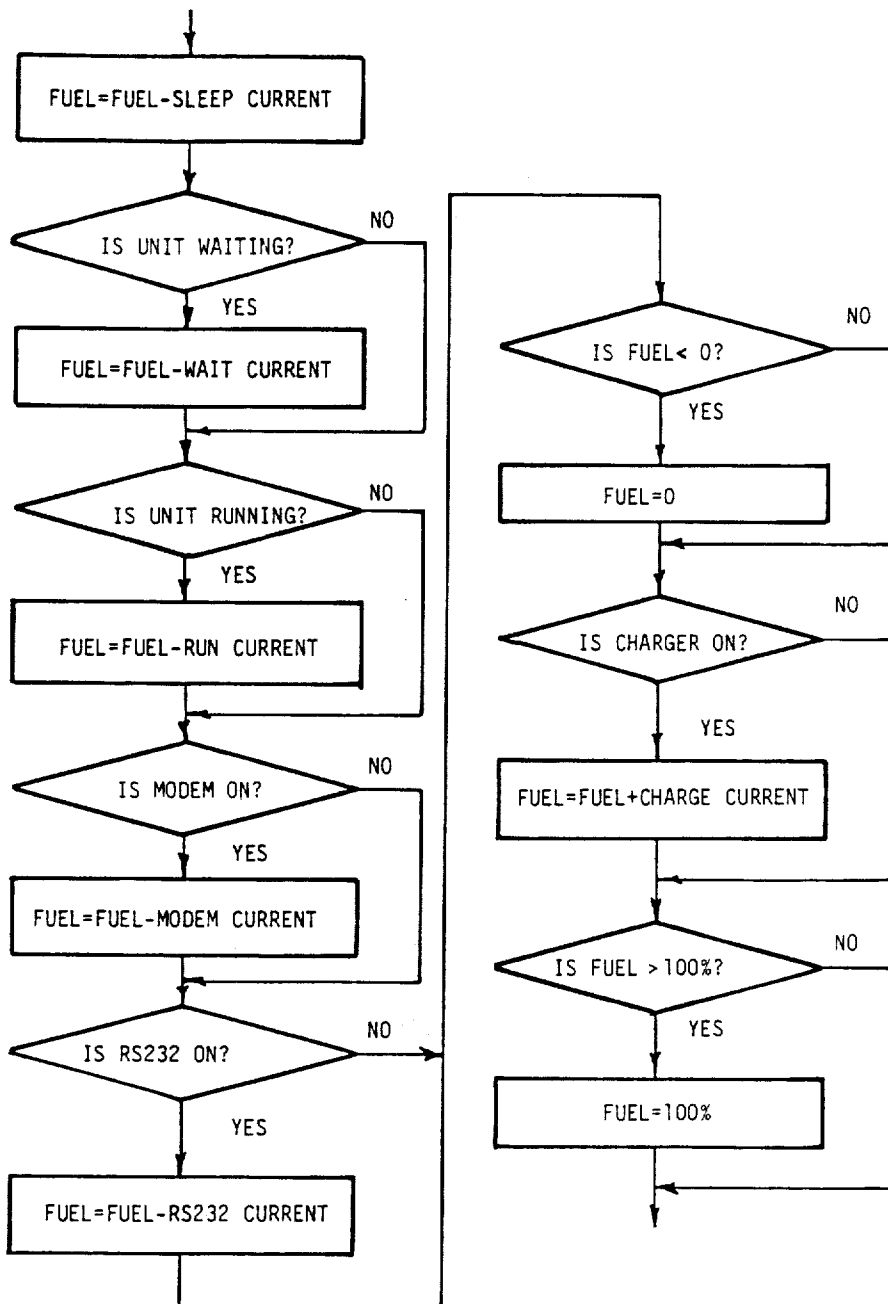 FUEL=FUEL-SLEEP CURRENT
IS UNIT WAITING?
NO
YES
FUEL=FUEL-WAIT CURRENT
IS UNIT RUNNING?
NO
YES
FUEL=FUEL-RUN CURRENT
IS MODEM ON?
NO
YES
FUEL=FUEL-MODEM CURRENT
IS RS232 ON?
NO
YES
FUEL=FUEL-RS232 CURRENT
IS FUEL< 0?
NO
YES
FUEL=0
IS CHARGER ON?
NO
YES
FUEL=FUEL+CHARGE CURRENT
IS FUEL >100%?
NO
YES
FUEL=100%